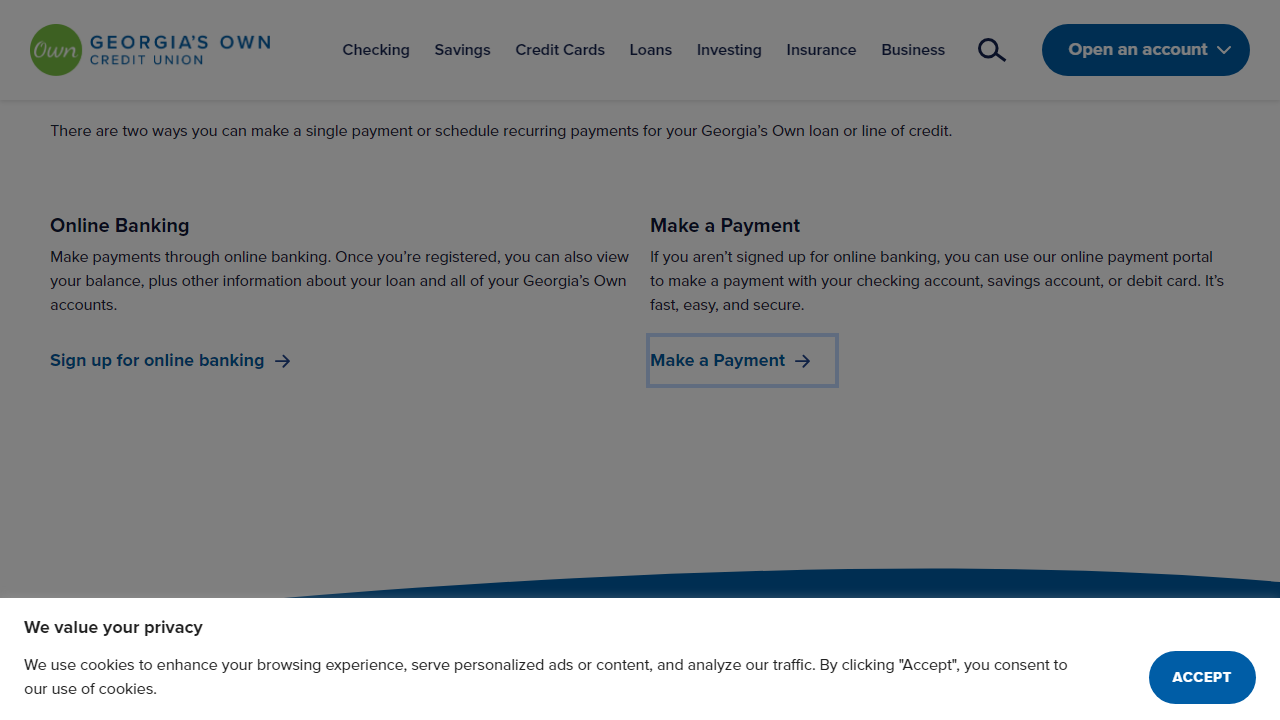 Own GEORGIA'S OWN
CREDIT UNION
Checking Savings Credit Cards Loans Investing Insurance Business Open an account
There are two ways you can make a single payment or schedule recurring payments for your Georgia's Own loan or line of credit.
Online Banking
Make payments through online banking. Once you're registered, you can also view
your balance, plus other information about your loan and all of your Georgia's Own
accounts.
Sign up for online banking
Make a Payment
If you aren't signed up for online banking, you can use our online payment portal
to make a payment with your checking account, savings account, or debit card. It's
fast, easy, and secure.
Make a Payment
We value your privacy
We use cookies to enhance your browsing experience, serve personalized ads or content, and analyze our traffic. By clicking "Accept", you consent to
our use of cookies.
ACCEPT